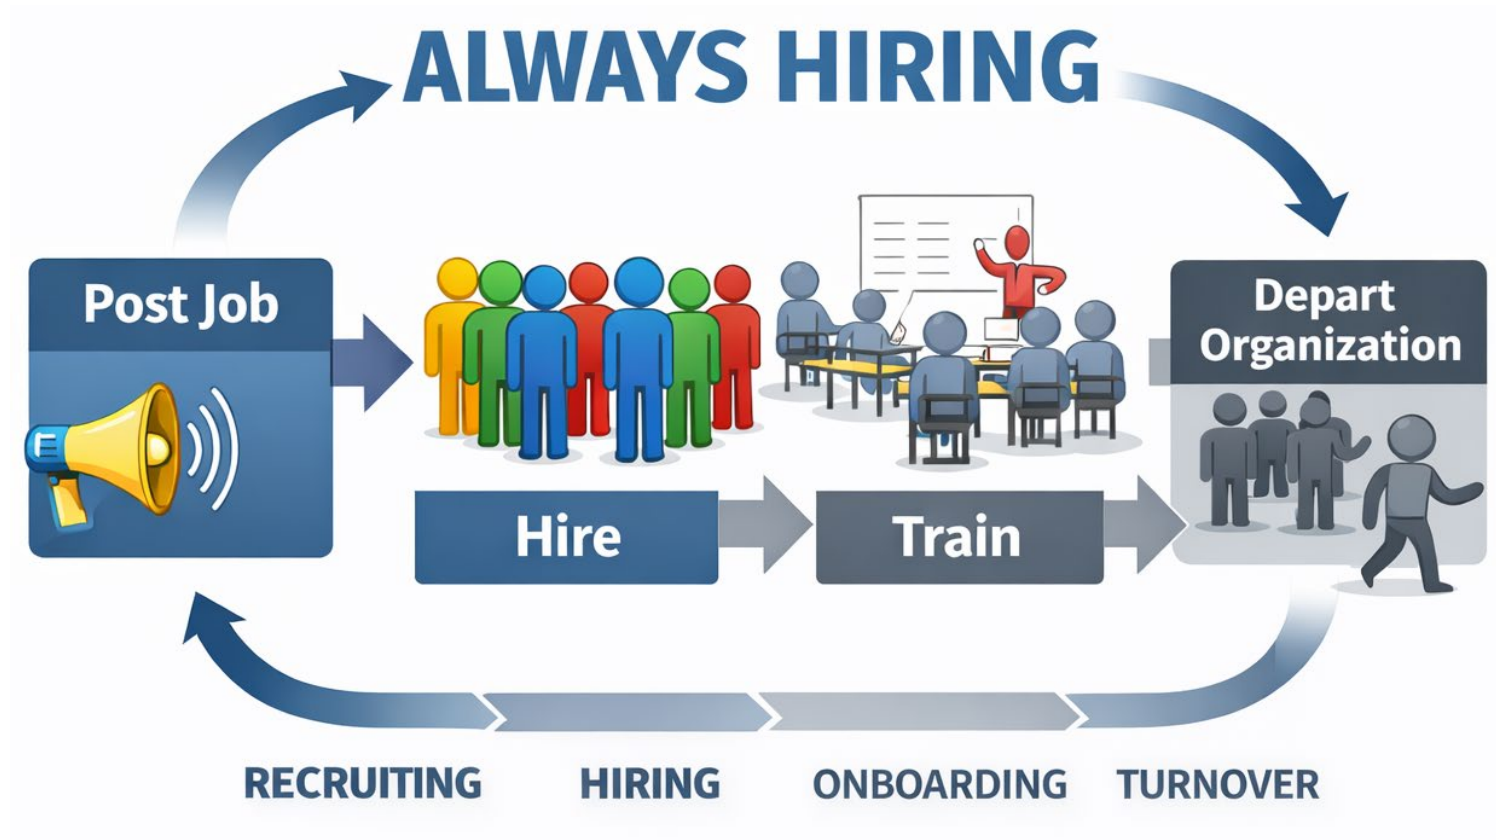 ALWAYS HIRING
Post Job
Depart
Organization
Hire
Train
RECRUITING
HIRING
ONBOARDING
TURNOVER